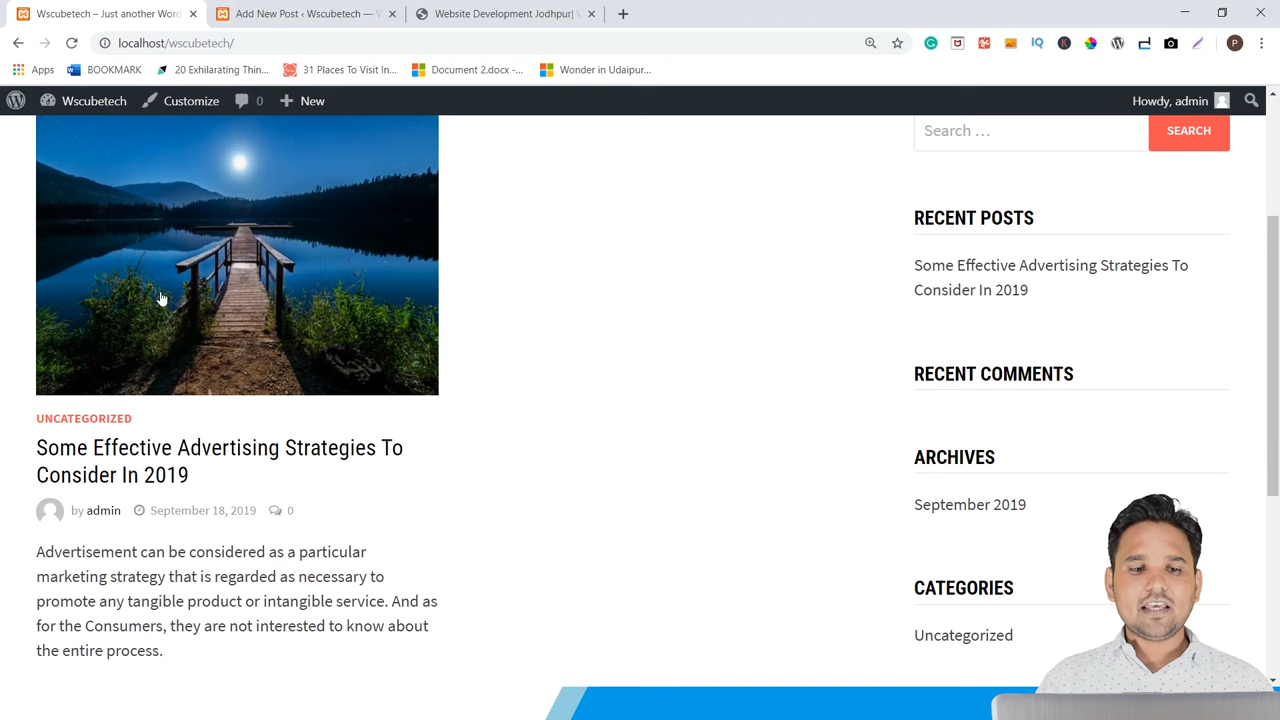 Wscubetech – Just another Word
Add New Post ‹ Wscubetech —
Website Development Jodhpur|
localhost/wscubetech/
Apps
BOOKMARK
20 Exhilarating Thin...
31 Places To Visit In...
Document 2.docx -...
Wonder in Udaipur...
Wscubetech
Customize
0
New
Howdy, admin
Search …
SEARCH
RECENT POSTS
Some Effective Advertising Strategies To
Consider In 2019
RECENT COMMENTS
ARCHIVES
September 2019
CATEGORIES
Uncategorized
UNCATEGORIZED
Some Effective Advertising Strategies To
Consider In 2019
by admin September 18, 2019 0
Advertisement can be considered as a particular
marketing strategy that is regarded as necessary to
promote any tangible product or intangible service. And as
for the Consumers, they are not interested to know about
the entire process.